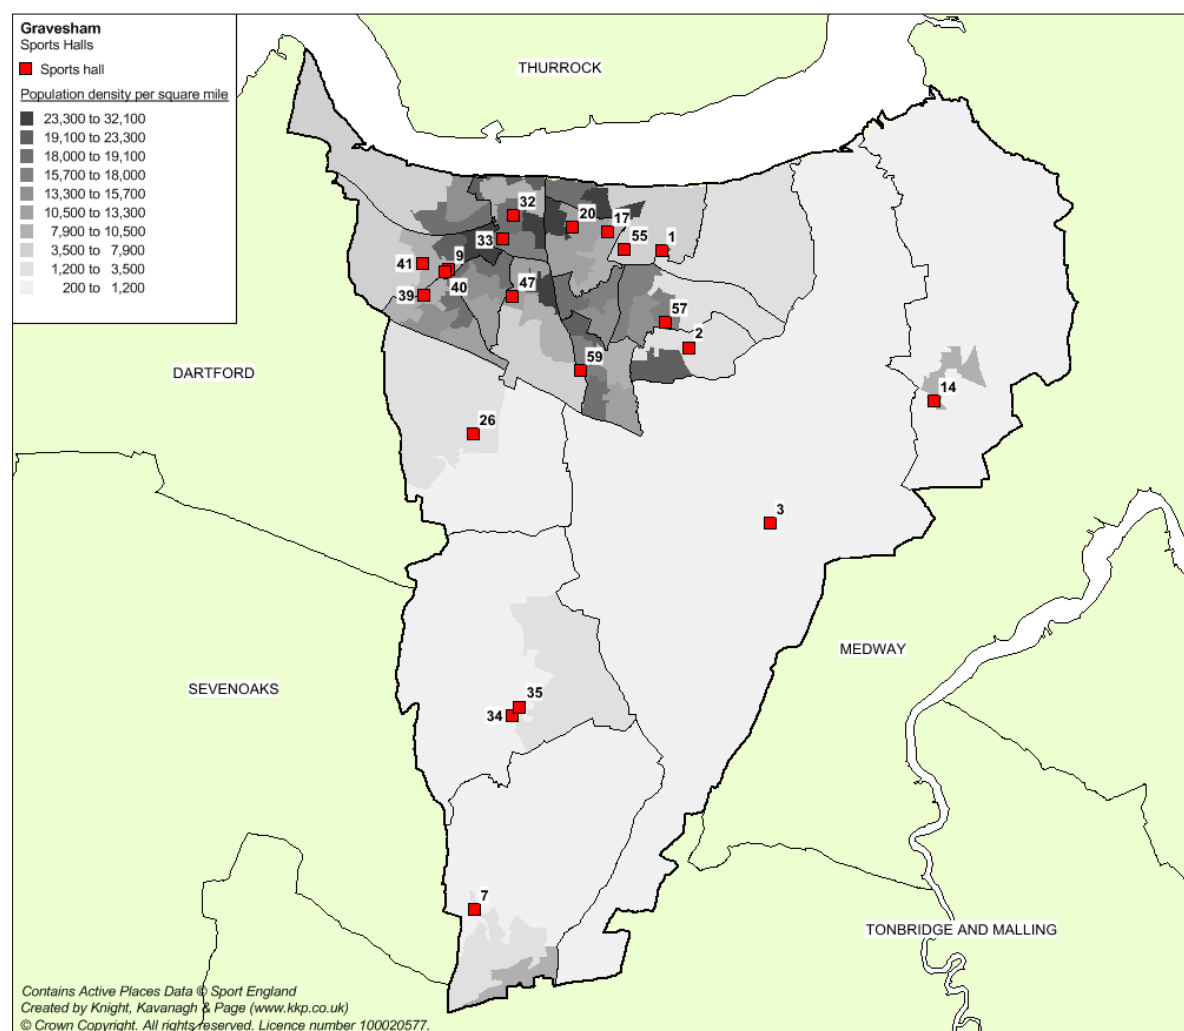 Gravesham
Sports Halls
Sports hall
Population density per square mile
23,300 to 32,100
19,100 to 23,300
18,000 to 19,100
15,700 to 18,000
13,300 to 15,700
10,500 to 13,300
7,900 to 10,500
3,500 to 7,900
1,200 to 3,500
200 to 1,200
THURROCK
32
20
17
33
55
1
41
9
40
47
39
57
2
59
DARTFORD
14
26
3
MEDWAY
SEVENOAKS
35
34
7
TONBRIDGE AND MALLING
Contains Active Places Data © Sport England
Created by Knight, Kavanagh & Page (www.kkp.co.uk)
© Crown Copyright. All rights reserved. Licence number 100020577.